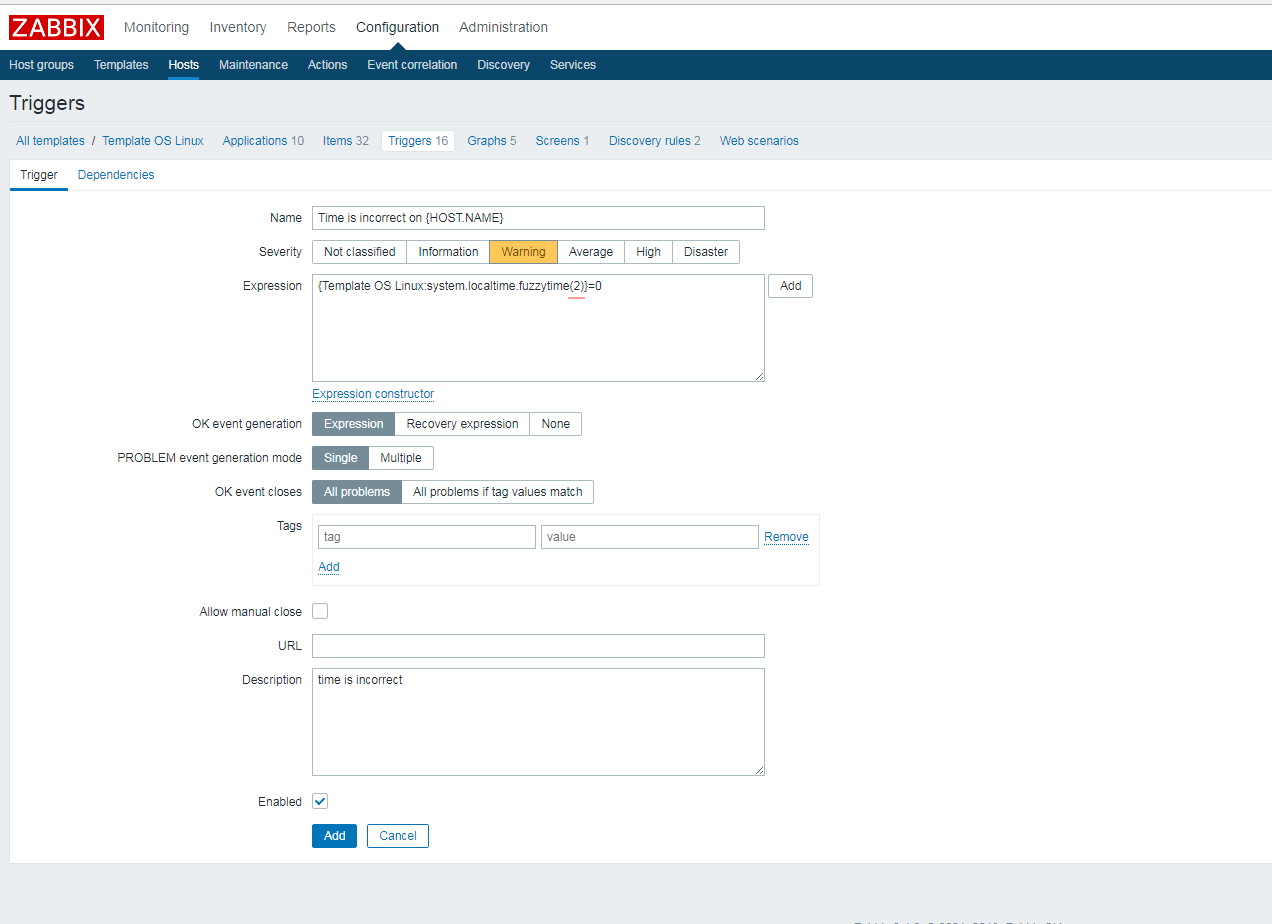 ZABBIX Monitoring Inventory Reports Configuration Administration
Host groups Templates Hosts Maintenance Actions Event correlation Discovery Services
Triggers
All templates / Template OS Linux Applications 10 Items 32 Triggers 16 Graphs 5 Screens 1 Discovery rules 2 Web scenarios
Trigger Dependencies
Name Time is incorrect on {HOST.NAME}
Severity Not classified Information Warning Average High Disaster
Expression {Template OS Linux:system.localtime.fuzzytime(2)}=0 Add
Expression constructor
OK event generation Expression Recovery expression None
PROBLEM event generation mode Single Multiple
OK event closes All problems All problems if tag values match
Tags tag value Remove
Add
Allow manual close
URL
Description time is incorrect
Enabled
Add Cancel